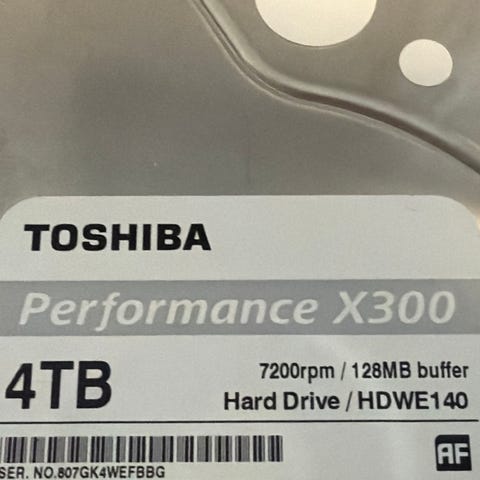 TOSHIBA
Performance X300
4TB
7200rpm / 128MB buffer
Hard Drive / HDWE140
AF
SER. NO.807GK4WEFBBG